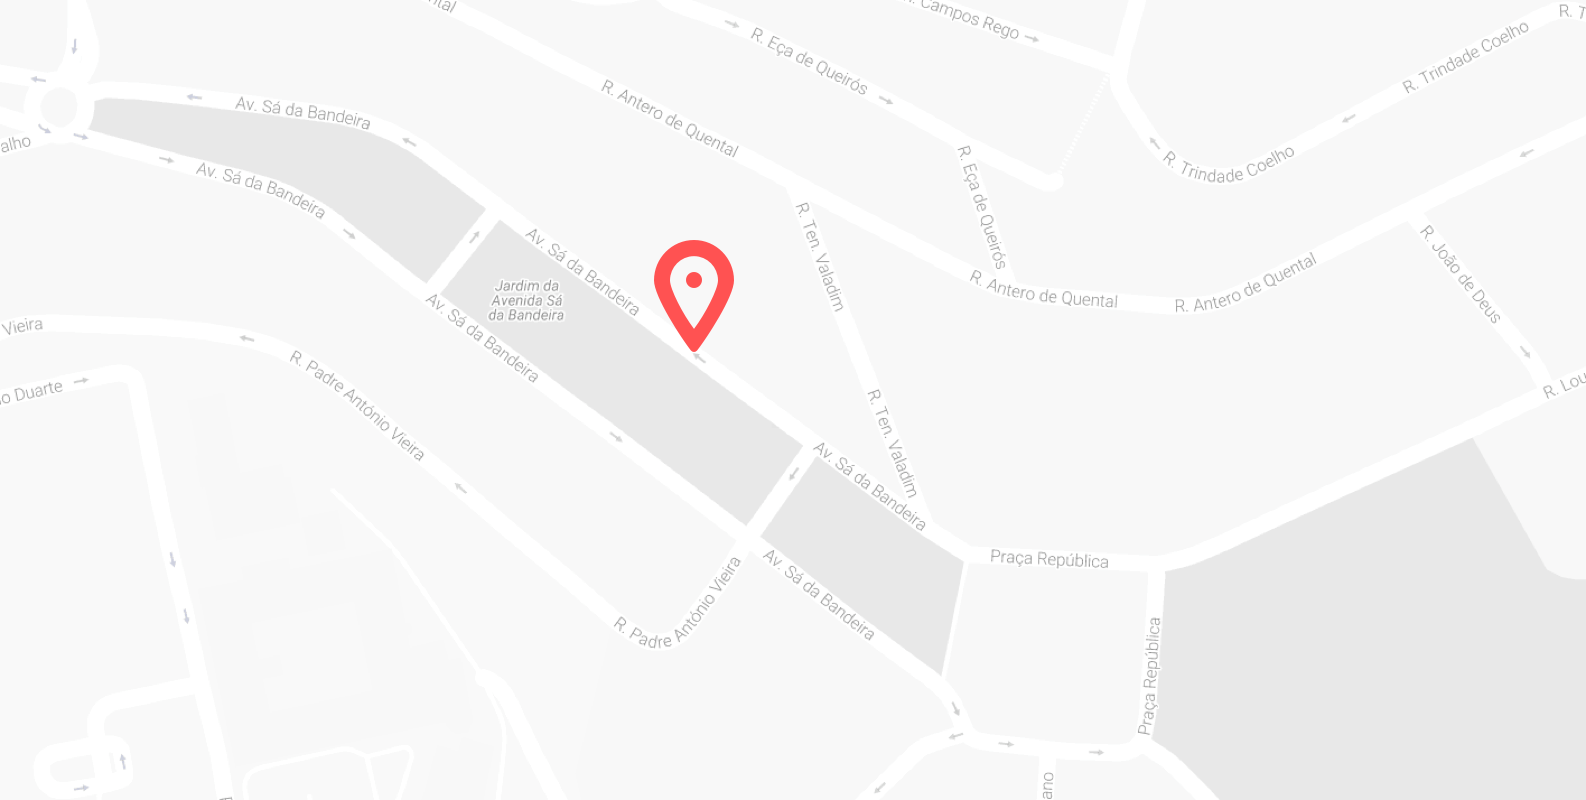 Campos Rego
R. Trindade Coelho
R. Eça de Queirós
R. Antero de Quental
Av. Sá da Bandeira
R. Trindade Coelho
R. Eça de Queirós
Av. Sá da Bandeira
R. Ten. Valadim
Av. Sá da Bandeira
R. João de Deus
R. Antero de Quental
R. Antero de Quental
Jardim da
Avenida Sá
da Bandeira
Av. Sá da Bandeira
Vieira
R. Padre António Vieira
Duarte
R. Ten. Valadim
Av. Sá da Bandeira
Praça República
Av. Sá da Bandeira
R. Padre António Vieira
Praça República